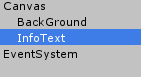 Canvas
BackGround
InfoText
EventSystem